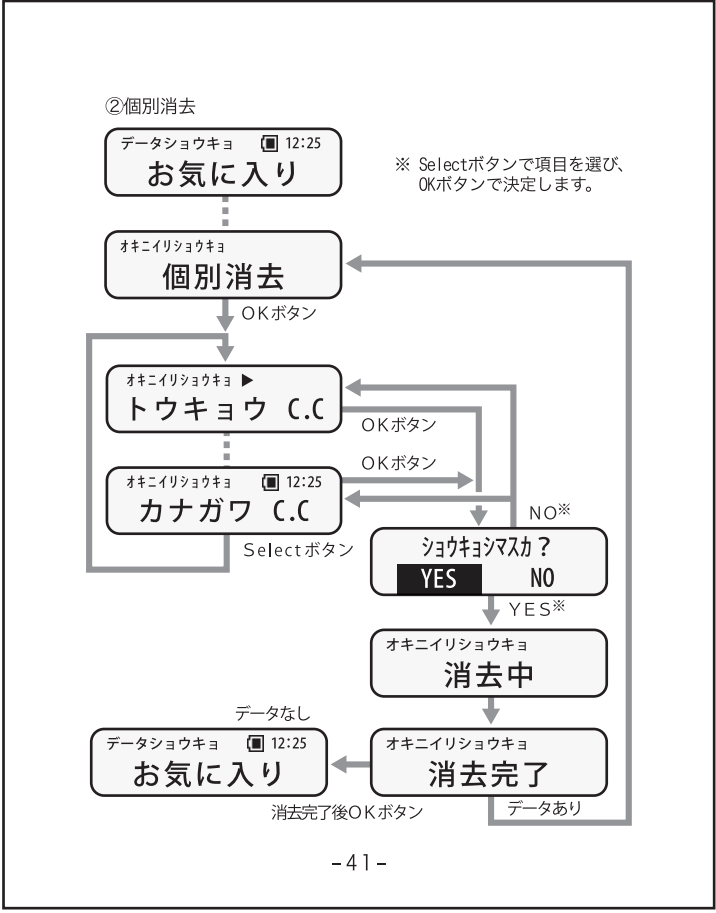 ②個別消去
データショウキョ 12:25
お気に入り
※ Selectボタンで項目を選び、
OKボタンで決定します。
オキニイリショウキョ
個別消去
OKボタン
オキニイリショウキョ ▶
トウキョウ C.C
OKボタン
OKボタン
オキニイリショウキョ 12:25
カナガワ C.C
NO※
Selectボタン
ショウキョシマスカ?
YES NO
YES※
オキニイリショウキョ
消去中
データなし
データショウキョ 12:25
お気に入り
オキニイリショウキョ
消去完了
消去完了後OKボタン
データあり
-41-